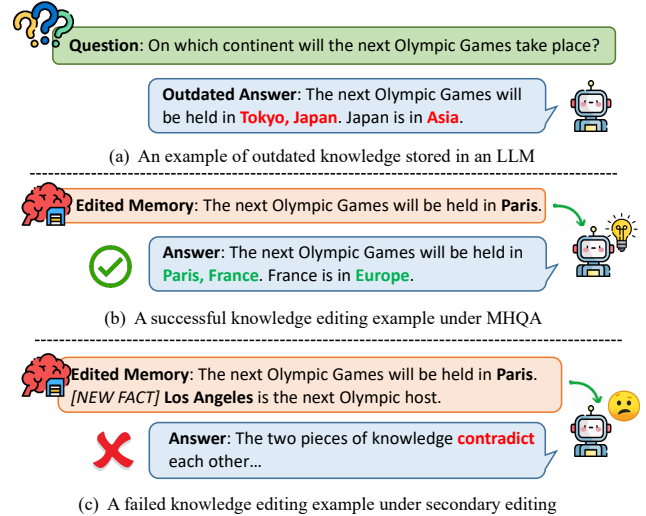 Question: On which continent will the next Olympic Games take place?
Outdated Answer: The next Olympic Games will
be held in Tokyo, Japan. Japan is in Asia.
(a) An example of outdated knowledge stored in an LLM
Edited Memory: The next Olympic Games will be held in Paris.
Answer: The next Olympic Games will be held in
Paris, France. France is in Europe.
(b) A successful knowledge editing example under MHQA
Edited Memory: The next Olympic Games will be held in Paris.
[NEW FACT] Los Angeles is the next Olympic host.
Answer: The two pieces of knowledge contradict
each other…
(c) A failed knowledge editing example under secondary editing